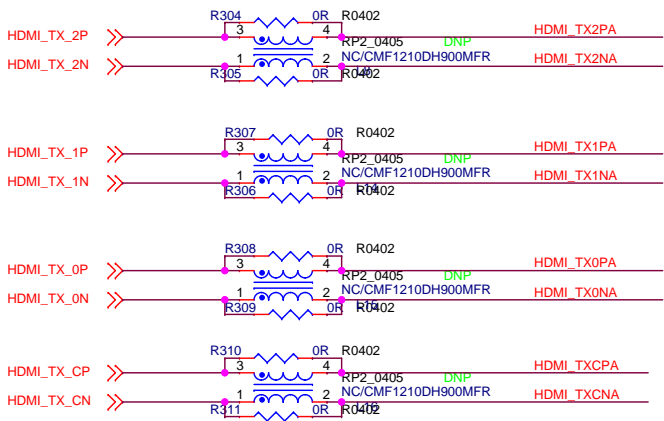 R304 0R R0402
HDMI_TX_2P 3 4 HDMI_TX2PA
RP2_0405 DNP
HDMI_TX_2N 1 2 NC/CMF1210DH900MFR HDMI_TX2NA
R305 0R R0402
R307 0R R0402
HDMI_TX_1P 3 4 HDMI_TX1PA
RP2_0405 DNP
HDMI_TX_1N 1 2 NC/CMF1210DH900MFR HDMI_TX1NA
R306 0R L14 R0402
R308 0R R0402
HDMI_TX_0P 3 4 HDMI_TX0PA
RP2_0405 DNP
HDMI_TX_0N 1 2 NC/CMF1210DH900MFR HDMI_TX0NA
R309 0R L15 R0402
R310 0R R0402
HDMI_TX_CP 3 4 HDMI_TXCPA
RP2_0405 DNP
HDMI_TX_CN 1 2 NC/CMF1210DH900MFR HDMI_TXCNA
R311 0R L16 R0402